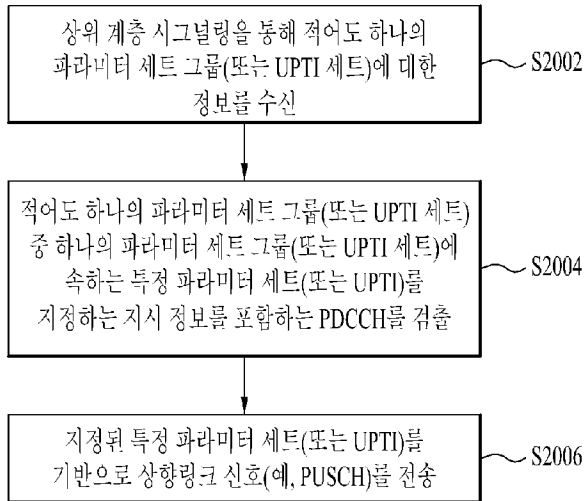 상위 계층 시그널링을 통해 적어도 하나의
파라미터 세트 그룹(또는 UPTI 세트)에 대한
정보를 수신
S2002
적어도 하나의 파라미터 세트 그룹(또는 UPTI 세트)
중 하나의 파라미터 세트 그룹(또는 UPTI 세트)에
속하는 특정 파라미터 세트(또는 UPTI)를
지정하는 지시 정보를 포함하는 PDCCH를 검출
S2004
지정된 특정 파라미터 세트(또는 UPTI)를
기반으로 상향링크 신호(예, PUSCH)를 전송
S2006